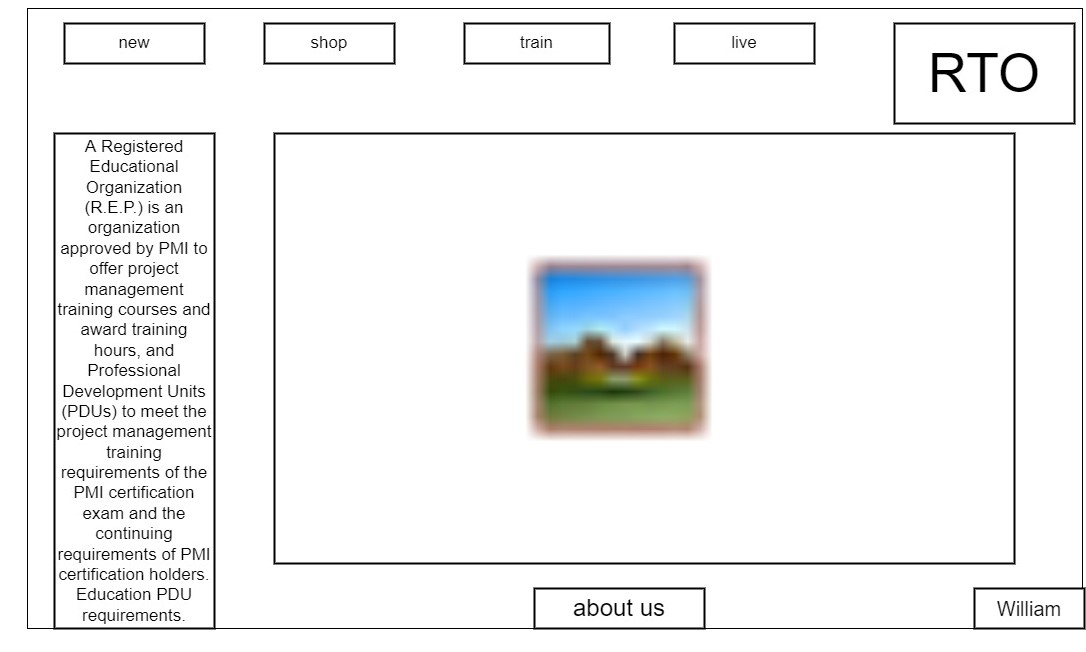 new
shop
train
live
RTO
A Registered
Educational
Organization
(R.E.P.) is an
organization
approved by PMI to
offer project
management
training courses and
award training
hours, and
Professional
Development Units
(PDUs) to meet the
project management
training
requirements of the
PMI certification
exam and the
continuing
requirements of PMI
certification holders.
Education PDU
requirements.
about us
William